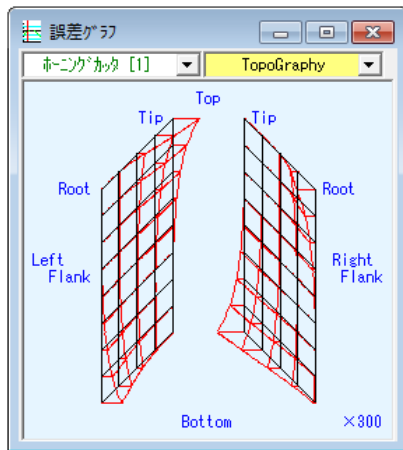 誤差ｸﾞﾗﾌ
ﾎｰﾆﾝｸﾞｶｯﾀ [1]
TopoGraphy
Top
Tip
Tip
Root
Root
Left
Flank
Right
Flank
Bottom
×300